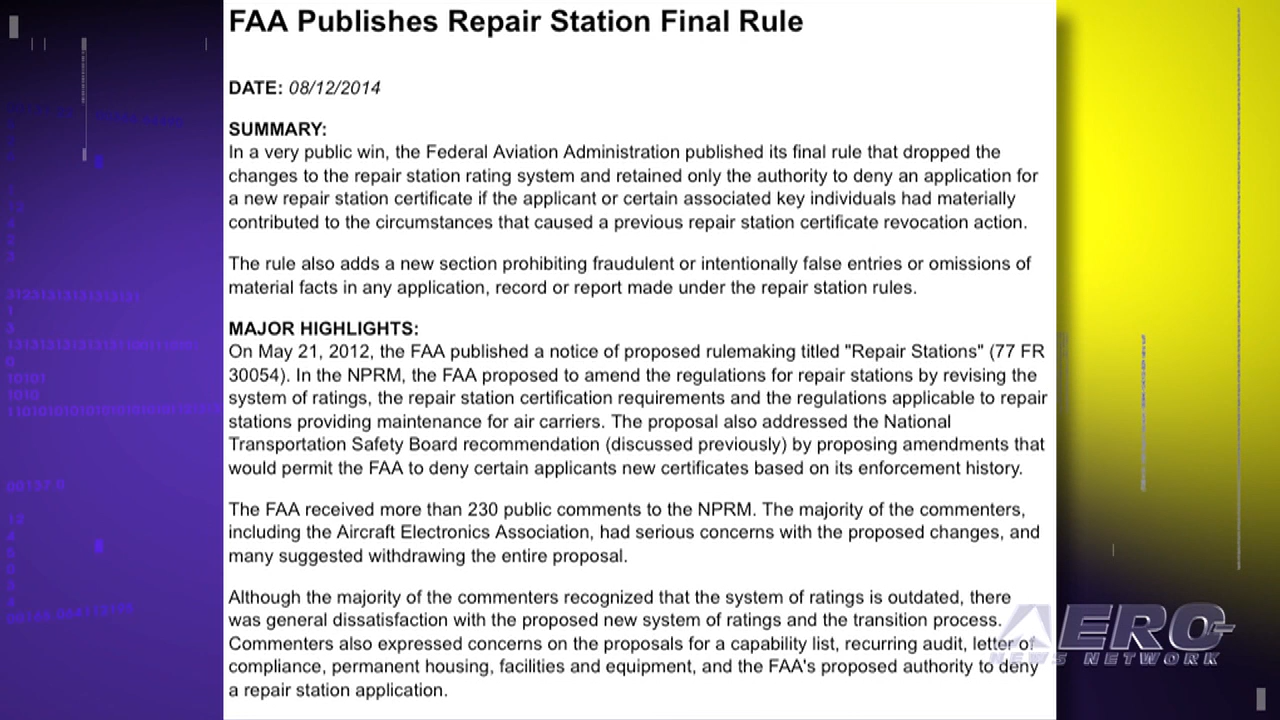 FAA Publishes Repair Station Final Rule
DATE: 08/12/2014
SUMMARY:
In a very public win, the Federal Aviation Administration published its final rule that dropped the
changes to the repair station rating system and retained only the authority to deny an application for
a new repair station certificate if the applicant or certain associated key individuals had materially
contributed to the circumstances that caused a previous repair station certificate revocation action.
The rule also adds a new section prohibiting fraudulent or intentionally false entries or omissions of
material facts in any application, record or report made under the repair station rules.
MAJOR HIGHLIGHTS:
On May 21, 2012, the FAA published a notice of proposed rulemaking titled "Repair Stations" (77 FR
30054). In the NPRM, the FAA proposed to amend the regulations for repair stations by revising the
system of ratings, the repair station certification requirements and the regulations applicable to repair
stations providing maintenance for air carriers. The proposal also addressed the National
Transportation Safety Board recommendation (discussed previously) by proposing amendments that
would permit the FAA to deny certain applicants new certificates based on its enforcement history.
The FAA received more than 230 public comments to the NPRM. The majority of the commenters,
including the Aircraft Electronics Association, had serious concerns with the proposed changes, and
many suggested withdrawing the entire proposal.
Although the majority of the commenters recognized that the system of ratings is outdated, there
was general dissatisfaction with the proposed new system of ratings and the transition process.
Commenters also expressed concerns on the proposals for a capability list, recurring audit, letter of
compliance, permanent housing, facilities and equipment, and the FAA's proposed authority to deny
a repair station application.
AERO
NEWS NETWORK